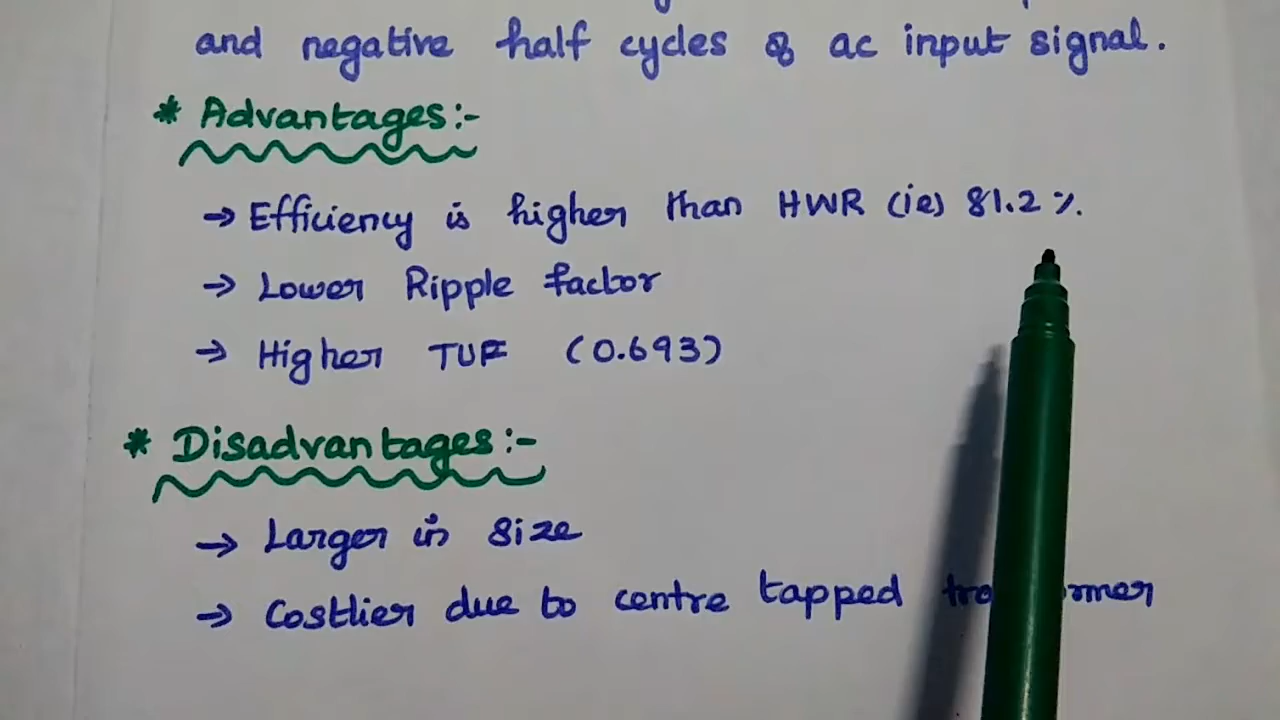 and negative half cycles of ac input signal.
* Advantages:-
→ Efficiency is higher than HWR (ie) 81.2 %.
→ Lower Ripple factor
→ Higher TUF (0.693)
* Disadvantages:-
→ Larger in size
→ Costlier due to centre tapped